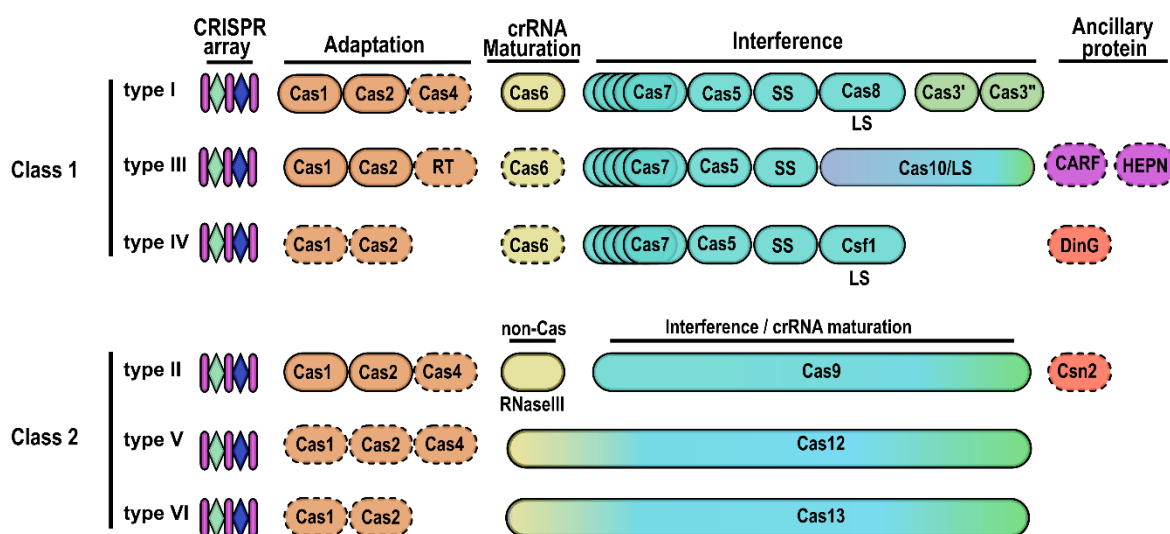 CRISPR array
Adaptation
crRNA Maturation
Interference
Ancillary protein
Class 1
type I
Cas1 Cas2 Cas4 Cas6 Cas7 Cas5 SS Cas8 Cas3' Cas3"
LS
type III
Cas1 Cas2 RT Cas6 Cas7 Cas5 SS Cas10/LS CARF HEPN
type IV
Cas1 Cas2 Cas6 Cas7 Cas5 SS Csf1 DinG
LS
non-Cas
Interference / crRNA maturation
Class 2
type II
Cas1 Cas2 Cas4 Cas9 Csn2
RNaseIII
type V
Cas1 Cas2 Cas4 Cas12
type VI
Cas1 Cas2 Cas13